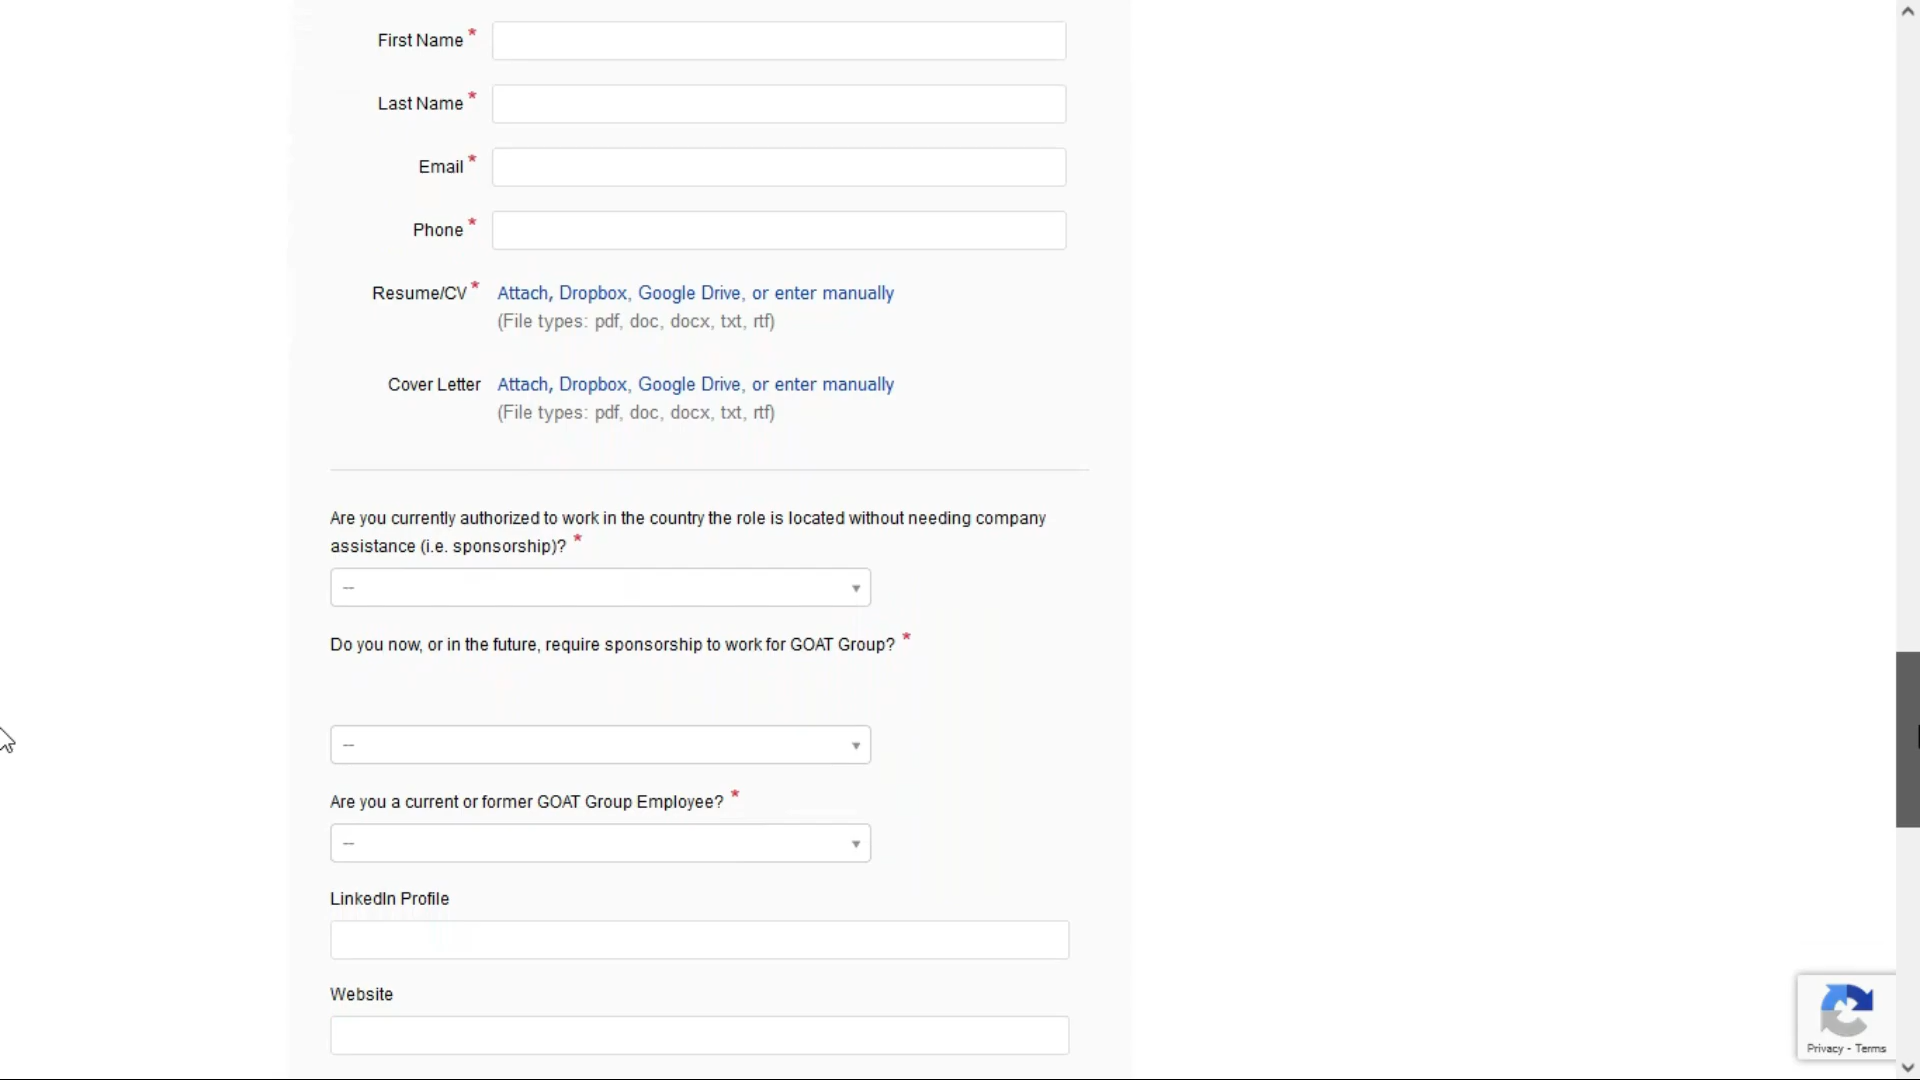 First Name *
Last Name *
Email *
Phone *
Resume/CV * Attach, Dropbox, Google Drive, or enter manually
(File types: pdf, doc, docx, txt, rtf)
Cover Letter Attach, Dropbox, Google Drive, or enter manually
(File types: pdf, doc, docx, txt, rtf)
Are you currently authorized to work in the country the role is located without needing company
assistance (i.e. sponsorship)? *
--
Do you now, or in the future, require sponsorship to work for GOAT Group? *
--
Are you a current or former GOAT Group Employee? *
--
LinkedIn Profile
Website
Privacy - Terms